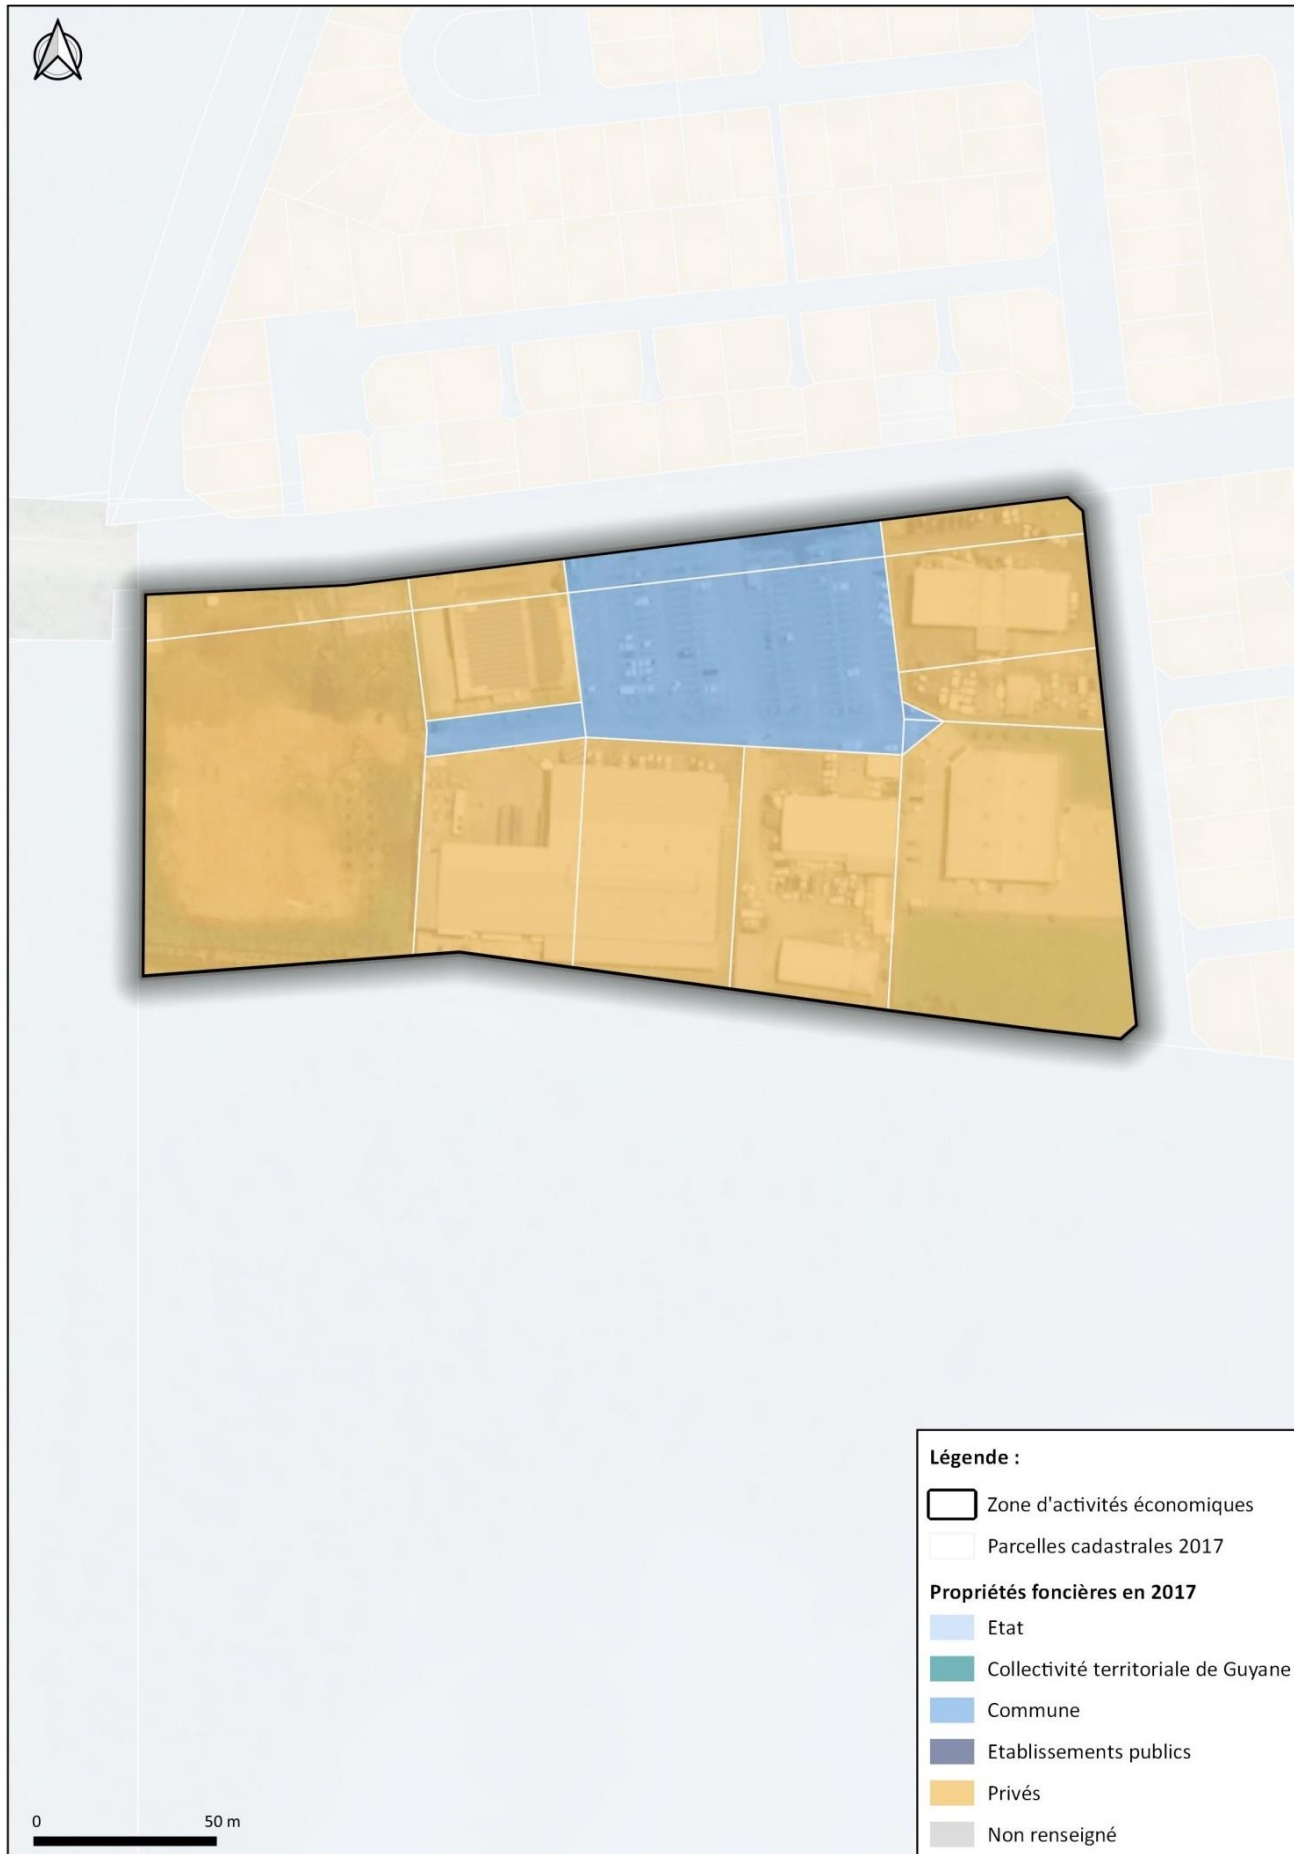 Légende :
Zone d'activités économiques
Parcelles cadastrales 2017
Propriétés foncières en 2017
Etat
Collectivité territoriale de Guyane
Commune
Etablissements publics
Privés
Non renseigné
0 50 m